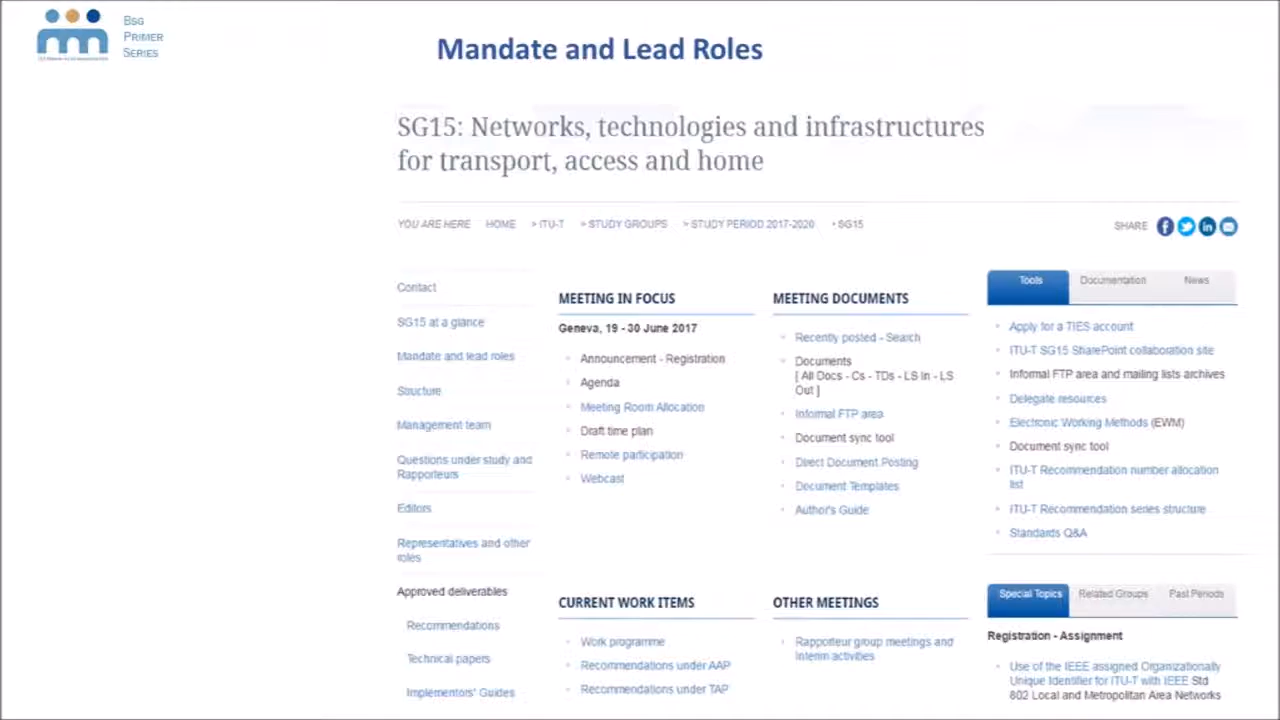 BSG
PRIMER
SERIES
Mandate and Lead Roles
SG15: Networks, technologies and infrastructures
for transport, access and home
YOU ARE HERE HOME > ITU-T > STUDY GROUPS > STUDY PERIOD 2017-2020 • SG15
SHARE
Contact
SG15 at a glance
Mandate and lead roles
Structure
Management team
Questions under study and
Rapporteurs
Editors
Representatives and other
roles
Approved deliverables
Recommendations
Technical papers
Implementors' Guides
MEETING IN FOCUS
Geneva, 19 - 30 June 2017
Announcement - Registration
Agenda
Meeting Room Allocation
Draft time plan
Remote participation
Webcast
CURRENT WORK ITEMS
Work programme
Recommendations under AAP
Recommendations under TAP
MEETING DOCUMENTS
Recently posted - Search
Documents
[ All Docs - Cs - TDs - LS In - LS
Out ]
Informal FTP area
Document sync tool
Direct Document Posting
Document Templates
Author's Guide
OTHER MEETINGS
Rapporteur group meetings and
Interim activities
Tools Documentation News
Apply for a TIES account
ITU-T SG15 SharePoint collaboration site
Informal FTP area and mailing lists archives
Delegate resources
Electronic Working Methods (EWM)
Document sync tool
ITU-T Recommendation number allocation
list
ITU-T Recommendation series structure
Standards Q&A
Special Topics Related Groups Past Periods
Registration - Assignment
Use of the IEEE assigned Organizationally
Unique Identifier for ITU-T with IEEE Std
802 Local and Metropolitan Area Networks